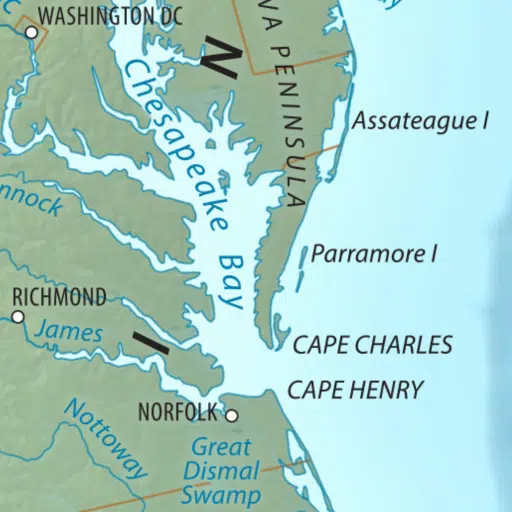 WASHINGTON DC
VA PENINSULA
N
Chesapeake Bay
Assateague I
nnock
Parramore I
RICHMOND
James
I
CAPE CHARLES
CAPE HENRY
NORFOLK
Nottoway
Great
Dismal
Swamp